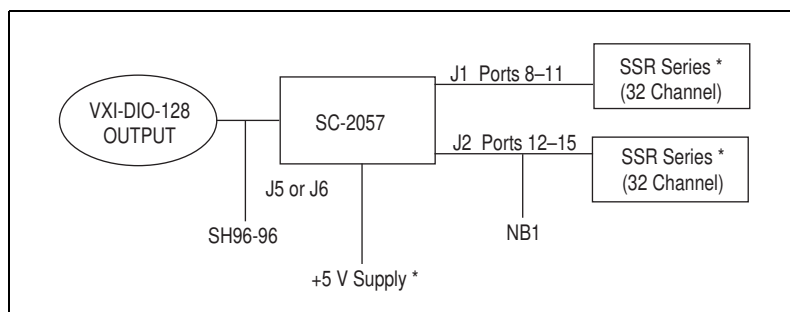 VXI-DIO-128
OUTPUT
SH96-96
J5 or J6
SC-2057
+5 V Supply *
J1 Ports 8–11
J2 Ports 12–15
NB1
SSR Series *
(32 Channel)
SSR Series *
(32 Channel)